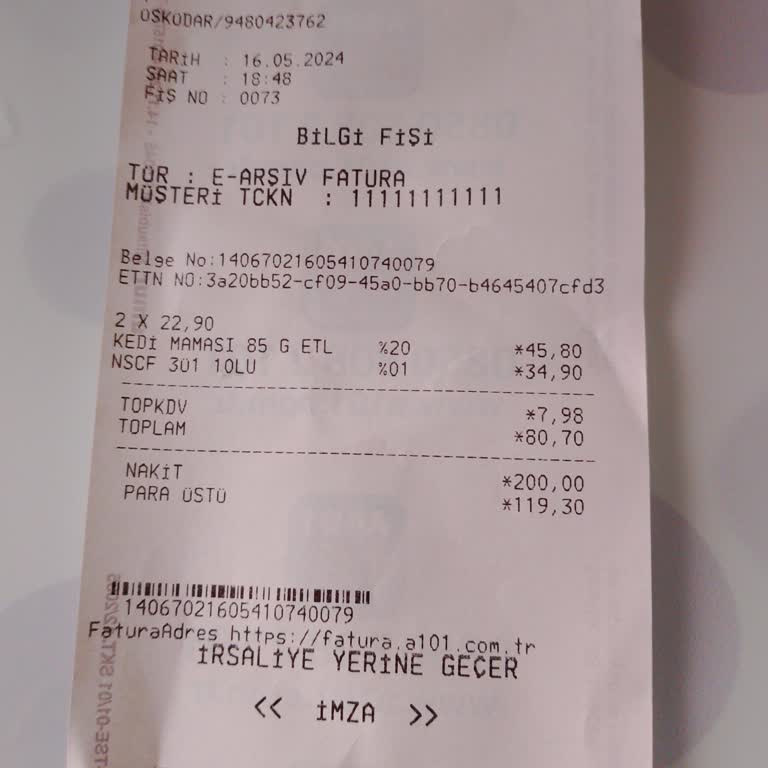 ÜSKÜDAR/9480423762
TARİH : 16.05.2024
SAAT : 18:48
FİŞ NO : 0073
BİLGİ FİŞİ
TÜR : E-ARŞİV FATURA
MÜŞTERİ TCKN : 11111111111
Belge No:14067021605410740079
ETTN NO:3a20bb52-cf09-45a0-bb70-b4645407cfd3
2 X 22,90
KEDİ MAMASI 85 G ETL %20 *45,80
NSCF 301 10LU %01 *34,90
TOPKDV *7,98
TOPLAM *80,70
NAKİT *200,00
PARA ÜSTÜ *119,30
14067021605410740079
FaturaAdres https://fatura.a101.com.tr
İRSALİYE YERİNE GEÇER
<< İMZA >>